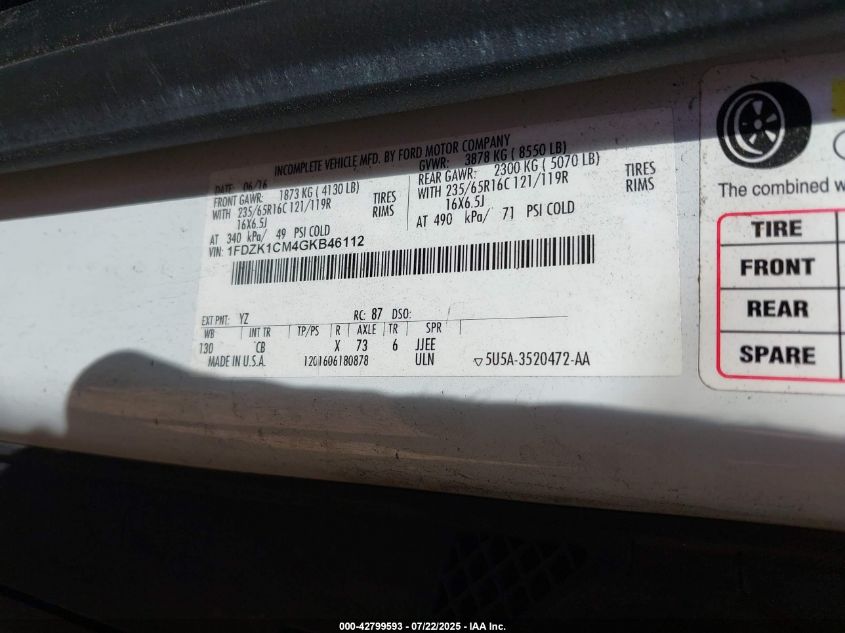 INCOMPLETE VEHICLE MFD. BY FORD MOTOR COMPANY
DATE: 06/16 GVWR: 3878 KG ( 8550 LB)
FRONT GAWR: 1873 KG ( 4130 LB) REAR GAWR: 2300 KG ( 5070 LB)
WITH 235/65R16C 121/119R TIRES WITH 235/65R16C 121/119R TIRES
16X6.5J RIMS 16X6.5J RIMS
AT 340 kPa/ 49 PSI COLD AT 490 kPa/ 71 PSI COLD
VIN: 1FDZK1CM4GKB46112
EXT PNT: YZ RC: 87 DSO:
WB INT TR TP/PS R AXLE TR SPR
130 CB X 73 6 JJEE
MADE IN U.S.A. 1201606180878 ULN 5U5A-3520472-AA
The combined w
TIRE
FRONT
REAR
SPARE
000-42799593 / 07/22/2025 - IAA Inc.